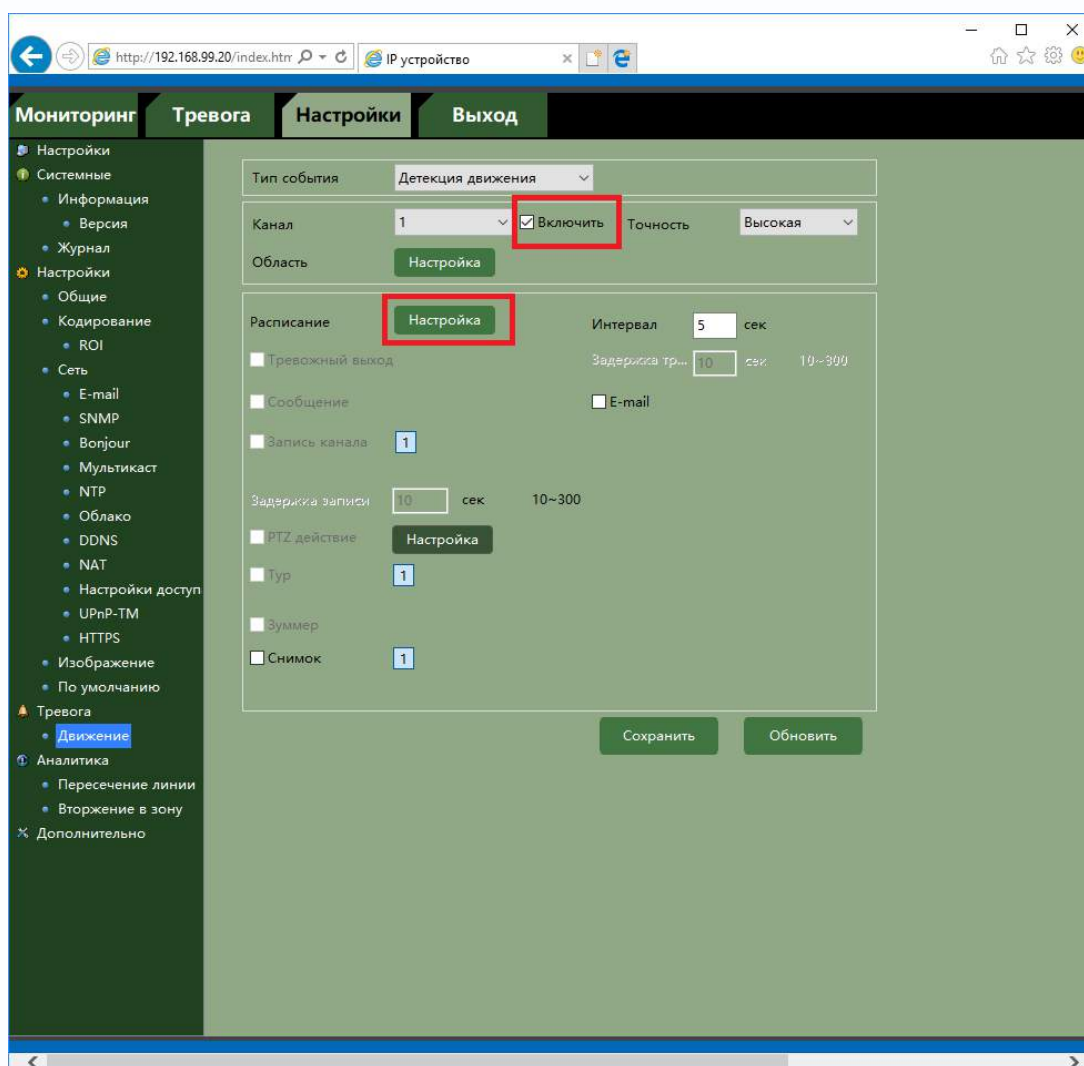 http://192.168.99.20/index.htm
IP устройство
Мониторинг Тревога Настройки Выход
Настройки
Системные
Информация
Версия
Журнал
Настройки
Общие
Кодирование
ROI
Сеть
E-mail
SNMP
Bonjour
Мультикаст
NTP
Облако
DDNS
NAT
Настройки доступ
UPnP-TM
HTTPS
Изображение
По умолчанию
Тревога
Движение
Аналитика
Пересечение линии
Вторжение в зону
Дополнительно
Тип события Детекция движения
Канал 1 Включить Точность Высокая
Область Настройка
Расписание Настройка Интервал 5 сек
Тревожный выход Задержка тр... 10 сек 10~300
Сообщение E-mail
Запись канала 1
Задержка записи 10 сек 10~300
PTZ действие Настройка
Тур 1
Зуммер
Снимок 1
Сохранить Обновить